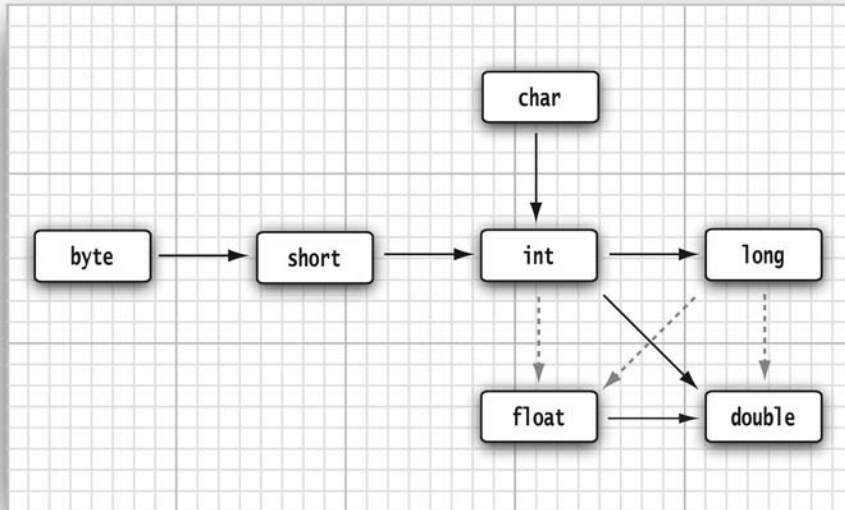 char
byte
short
int
long
float
double